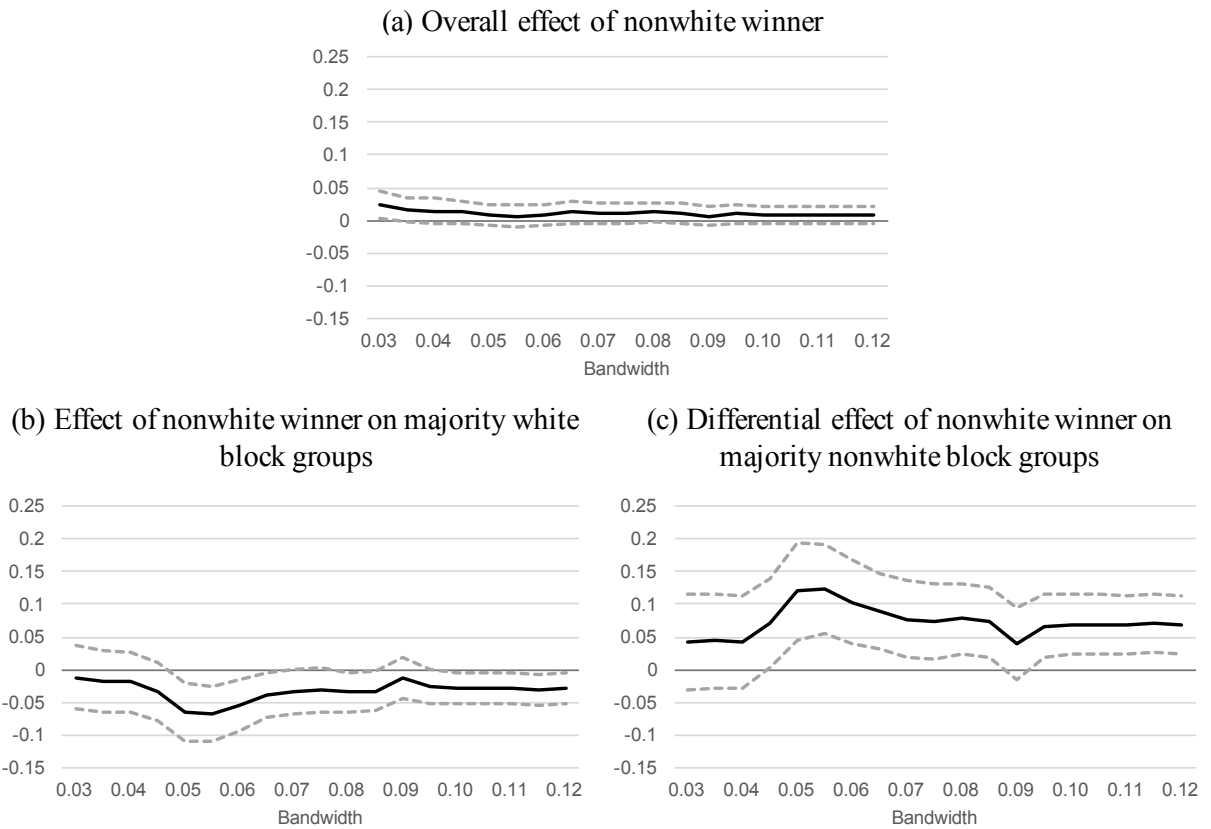 (a) Overall effect of nonwhite winner
0.25
0.2
0.15
0.1
0.05
0
-0.05
-0.1
-0.15
0.03 0.04 0.05 0.06 0.07 0.08 0.09 0.10 0.11 0.12
Bandwidth
(b) Effect of nonwhite winner on majority white
block groups
0.25
0.2
0.15
0.1
0.05
0
-0.05
-0.1
-0.15
0.03 0.04 0.05 0.06 0.07 0.08 0.09 0.10 0.11 0.12
Bandwidth
(c) Differential effect of nonwhite winner on
majority nonwhite block groups
0.25
0.2
0.15
0.1
0.05
0
-0.05
-0.1
-0.15
0.03 0.04 0.05 0.06 0.07 0.08 0.09 0.10 0.11 0.12
Bandwidth